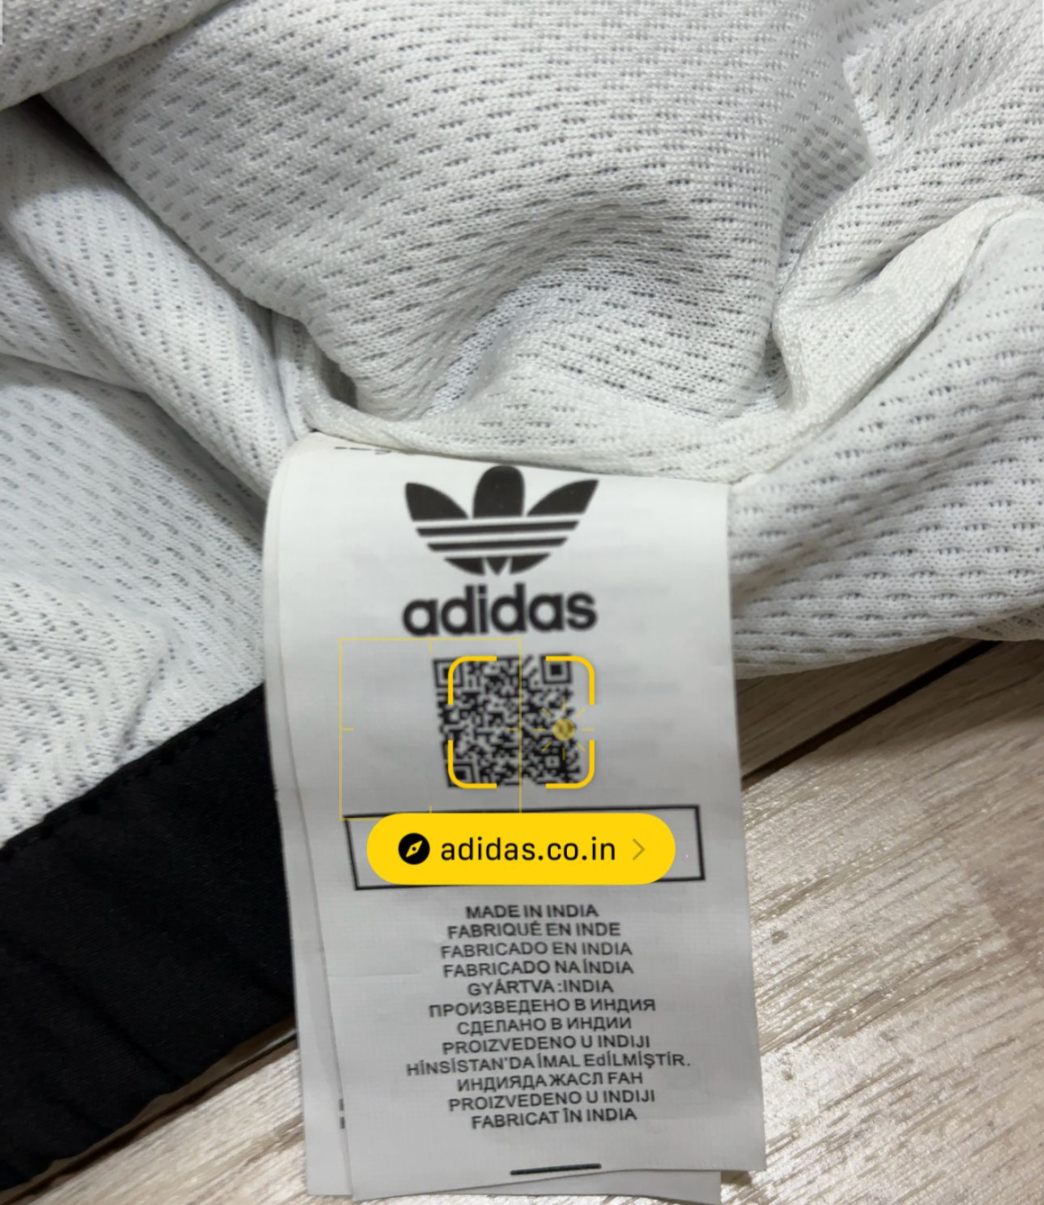 adidas
adidas.co.in
MADE IN INDIA
FABRIQUÉ EN INDE
FABRICADO EN INDIA
FABRICADO NA ÍNDIA
GYÁRTVA :INDIA
ПРОИЗВЕДЕНО В ИНДИЯ
СДЕЛАНО В ИНДИИ
PROIZVEDENO U INDIJI
HÎNSİSTAN'DA İMAL EdİLMİŞTİR.
ИНДИЯДА ЖАСЛ FAH
PROIZVEDENO U INDIJI
FABRICAT ÎN INDIA